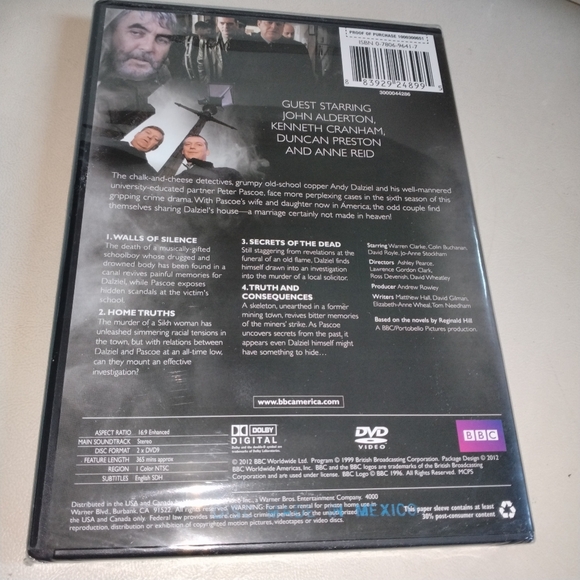 PROOF OF PURCHASE 1000300651
ISBN 0-7806-9641-7
8 83929 24899 5
3000044886
GUEST STARRING
JOHN ALDERTON,
KENNETH CRANHAM,
DUNCAN PRESTON
AND ANNE REID
The chalk-and-cheese detectives, grumpy old-school copper Andy Dalziel and his well-mannered
university-educated partner Peter Pascoe, face more perplexing cases in the sixth season of this
gripping crime drama. With Pascoe's wife and daughter now in America, the odd couple find
themselves sharing Dalziel's house—a marriage certainly not made in heaven!
1. WALLS OF SILENCE
The death of a musically-gifted
schoolboy whose drugged and
drowned body has been found in a
canal revives painful memories for
Dalziel, while Pascoe exposes
hidden scandals at the victim's
school.
2. HOME TRUTHS
The murder of a Sikh woman has
unleashed simmering racial tensions in
the town, but with relations between
Dalziel and Pascoe at an all-time low,
can they mount an effective
investigation?
3. SECRETS OF THE DEAD
Still staggering from revelations at the
funeral of an old flame, Dalziel finds
himself drawn into an investigation
into the murder of a local solicitor.
4. TRUTH AND
CONSEQUENCES
A skeleton, unearthed in a former
mining town, revives bitter memories
of the miners' strike. As Pascoe
uncovers secrets from the past, it
appears even Dalziel himself might
have something to hide...
Starring Warren Clarke, Colin Buchanan,
David Royle, Jo-Anne Stockham
Directors Ashley Pearce,
Lawrence Gordon Clark,
Ross Devenish, David Wheatley
Producer Andrew Rowley
Writers Matthew Hall, David Gilman,
Elizabeth-Anne Wheal, Tom Needham
Based on the novels by Reginald Hill
A BBC/Portobello Pictures production.
www.bbcamerica.com
ASPECT RATIO 16:9 Enhanced
MAIN SOUNDTRACK Stereo
DISC FORMAT 2 x DVD9
FEATURE LENGTH 365 mins approx
REGION 1 Color NTSC
SUBTITLES English SDH
DOLBY
DIGITAL
DVD
VIDEO
BBC
© 2012 BBC Worldwide Ltd. Program © 1999 British Broadcasting Corporation. Package Design © 2012
BBC Worldwide Americas, Inc. BBC and the BBC logos are trademarks of the British Broadcasting
Corporation and are used under license. BBC Logo © BBC 1996. All Rights Reserved. MCPS
Distributed in the USA and Canada Warner Bros. Entertainment Company. 4000
Warner Blvd., Burbank, CA 91522. All rights reserved. WARNING: For sale or rental for private home use
the USA and Canada only. Federal law provides severe civil and criminal for the unauthorized
reproduction, distribution or exhibition of copyrighted motion pictures, videotapes or video discs.
MEXICO
This paper sleeve contains at least
30% post-consumer content